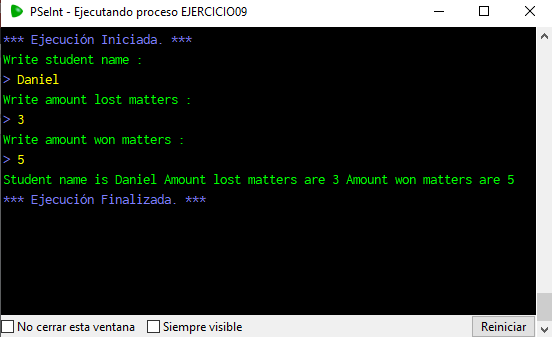 PSeInt - Ejecutando proceso EJERCICIO09
*** Ejecución Iniciada. ***
Write student name :
> Daniel
Write amount lost matters :
> 3
Write amount won matters :
> 5
Student name is Daniel Amount lost matters are 3 Amount won matters are 5
*** Ejecución Finalizada. ***
No cerrar esta ventana Siempre visible Reiniciar